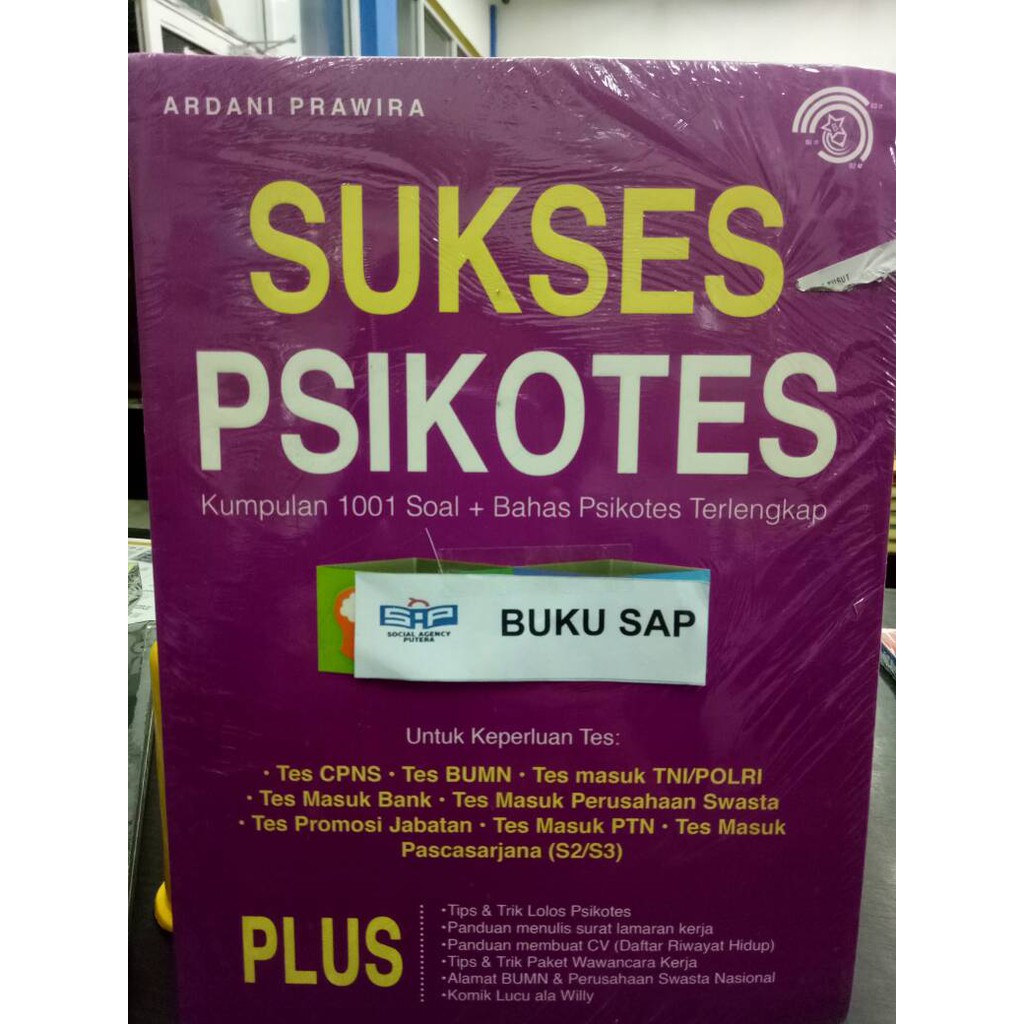 ARDANI PRAWIRA
SUKSES
PSIKOTES
Kumpulan 1001 Soal + Bahas Psikotes Terlengkap
SAP
SOCIAL AGENCY
PUTERA
BUKU SAP
Untuk Keperluan Tes:
· Tes CPNS · Tes BUMN · Tes masuk TNI/POLRI
· Tes Masuk Bank · Tes Masuk Perusahaan Swasta
· Tes Promosi Jabatan · Tes Masuk PTN · Tes Masuk
Pascasarjana (S2/S3)
PLUS
•Tips & Trik Lolos Psikotes
•Panduan menulis surat lamaran kerja
•Panduan membuat CV (Daftar Riwayat Hidup)
•Tips & Trik Paket Wawancara Kerja
•Alamat BUMN & Perusahaan Swasta Nasional
•Komik Lucu ala Willy